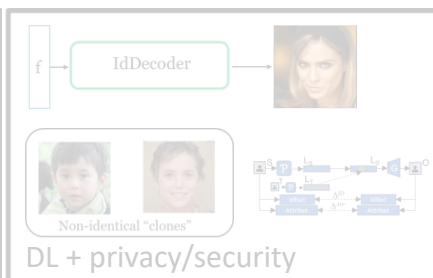 f
IdDecoder
Non-identical "clones"
S
P
L
L
G
O
T
DL + privacy/security